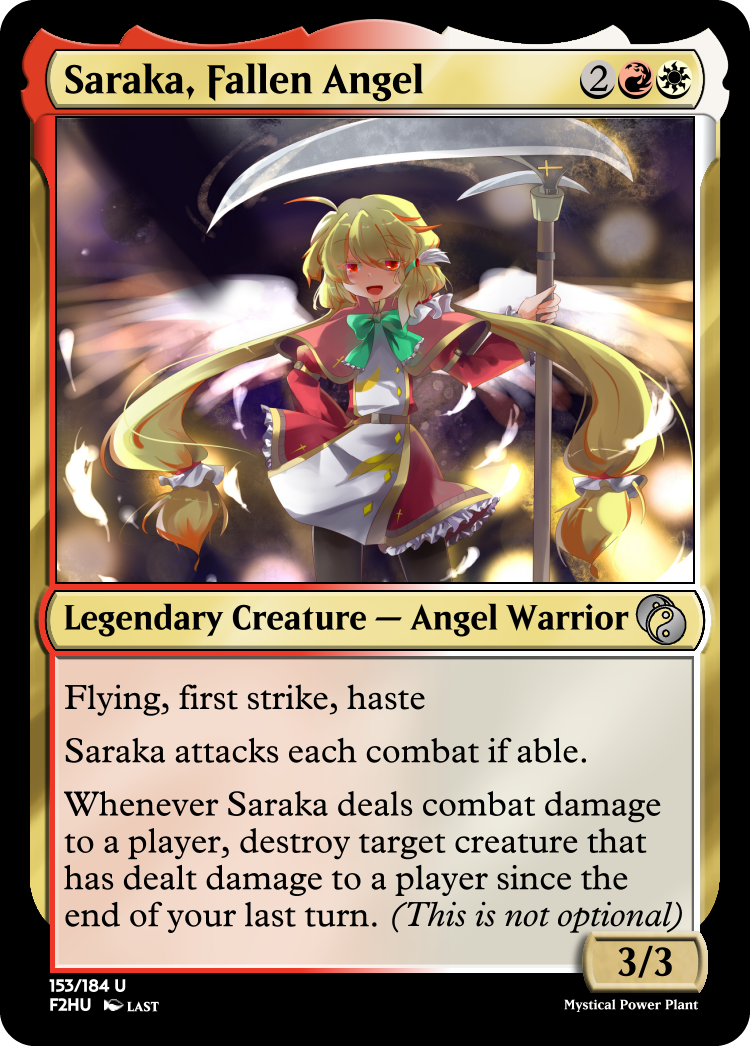 Saraka, Fallen Angel 2
Legendary Creature — Angel Warrior
Flying, first strike, haste
Saraka attacks each combat if able.
Whenever Saraka deals combat damage
to a player, destroy target creature that
has dealt damage to a player since the
end of your last turn. (This is not optional)
3/3
153/184 U
F2HU LAST
Mystical Power Plant